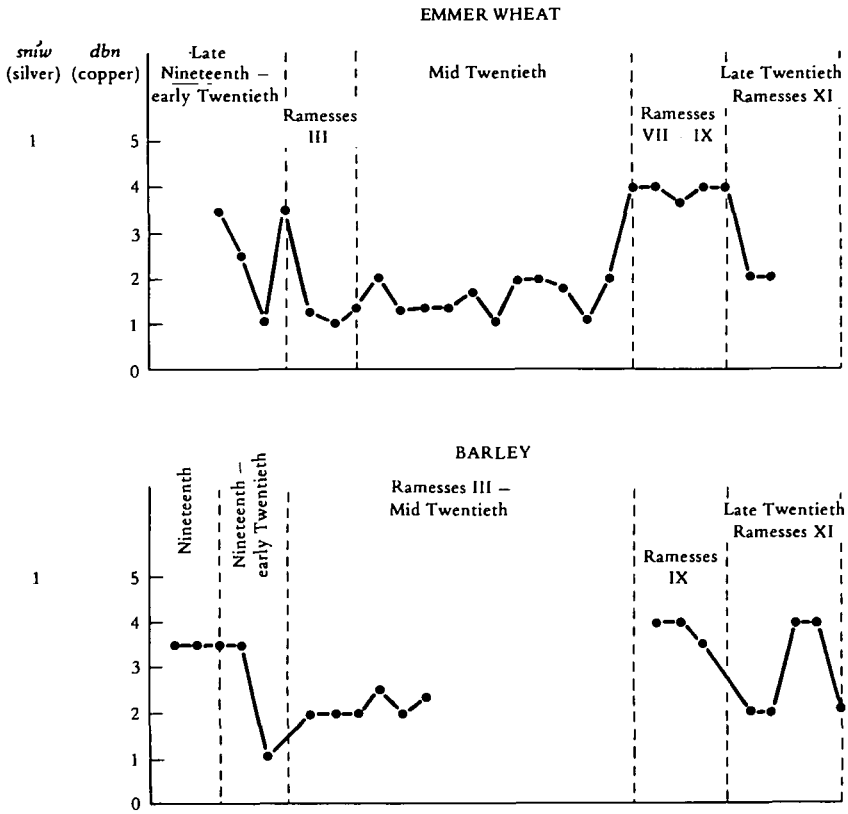 EMMER WHEAT
śnỉw
(silver)
dbn
(copper)
Late
Nineteenth –
early Twentieth
Ramesses
III
Mid Twentieth
Ramesses
VII IX
Late Twentieth
Ramesses XI
1
5
4
3
2
1
0
BARLEY
Nineteenth
Nineteenth –
early Twentieth
Ramesses III –
Mid Twentieth
Ramesses
IX
Late Twentieth
Ramesses XI
1
5
4
3
2
1
0